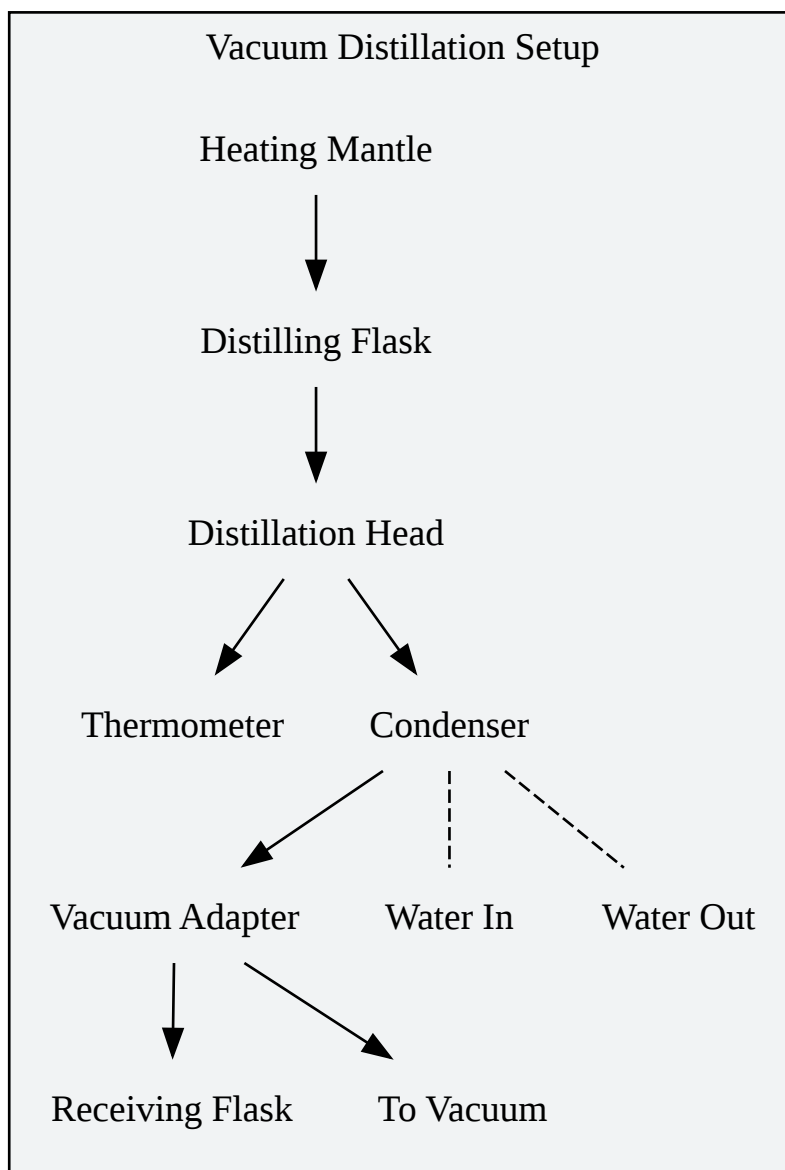 Vacuum Distillation Setup
Heating Mantle
Distilling Flask
Distillation Head
Thermometer
Condenser
Vacuum Adapter
Water In
Water Out
Receiving Flask
To Vacuum